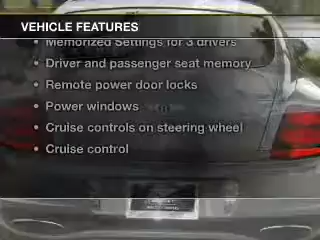 VEHICLE FEATURES
• Memorized Settings for 3 drivers
• Driver and passenger seat memory
• Remote power door locks
• Power windows
• Cruise controls on steering wheel
• Cruise control